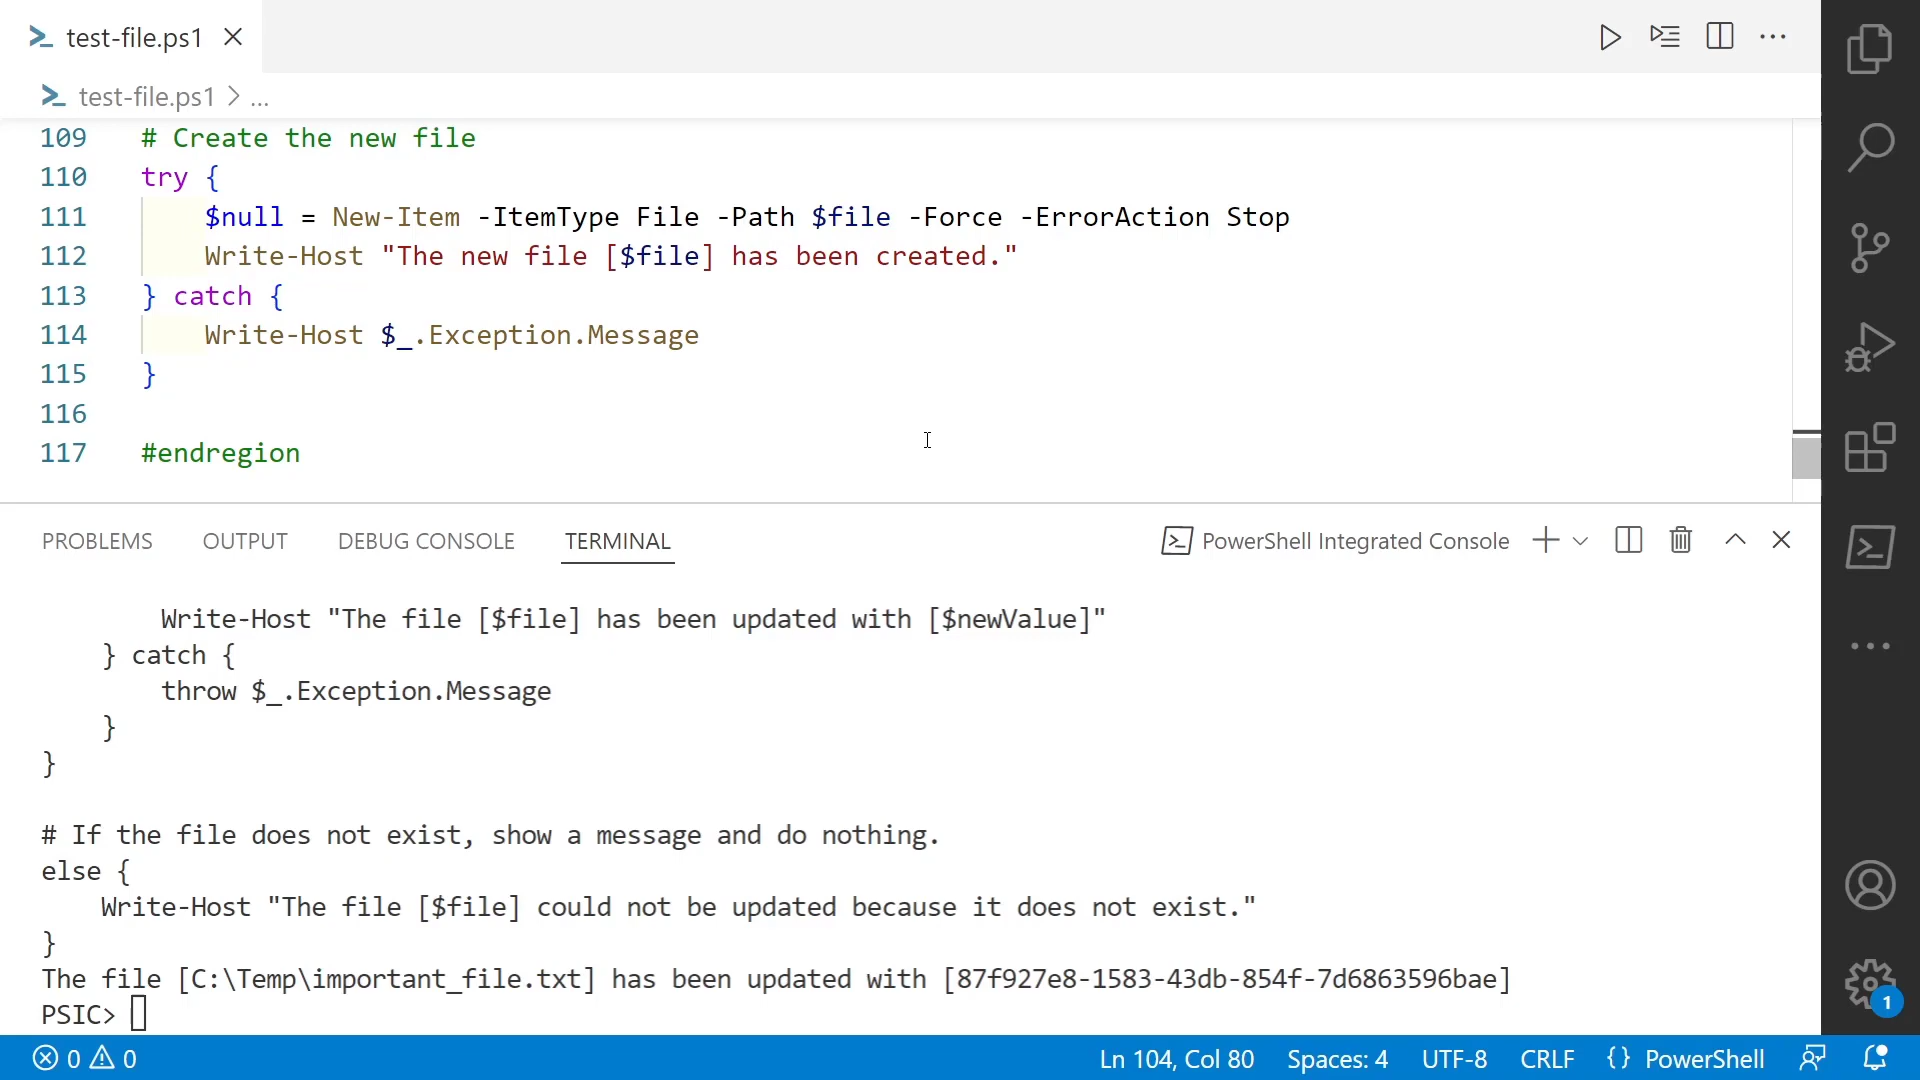 test-file.ps1
test-file.ps1 > ...
109 # Create the new file
110 try {
111     $null = New-Item -ItemType File -Path $file -Force -ErrorAction Stop
112     Write-Host "The new file [$file] has been created."
113 } catch {
114     Write-Host $_.Exception.Message
115 }
116
117 #endregion
PROBLEMS OUTPUT DEBUG CONSOLE TERMINAL PowerShell Integrated Console
        Write-Host "The file [$file] has been updated with [$newValue]"
    } catch {
        throw $_.Exception.Message
    }
}
# If the file does not exist, show a message and do nothing.
else {
    Write-Host "The file [$file] could not be updated because it does not exist."
}
The file [C:\Temp\important_file.txt] has been updated with [87f927e8-1583-43db-854f-7d6863596bae]
PSIC>
1
0 0 Ln 104, Col 80 Spaces: 4 UTF-8 CRLF {} PowerShell